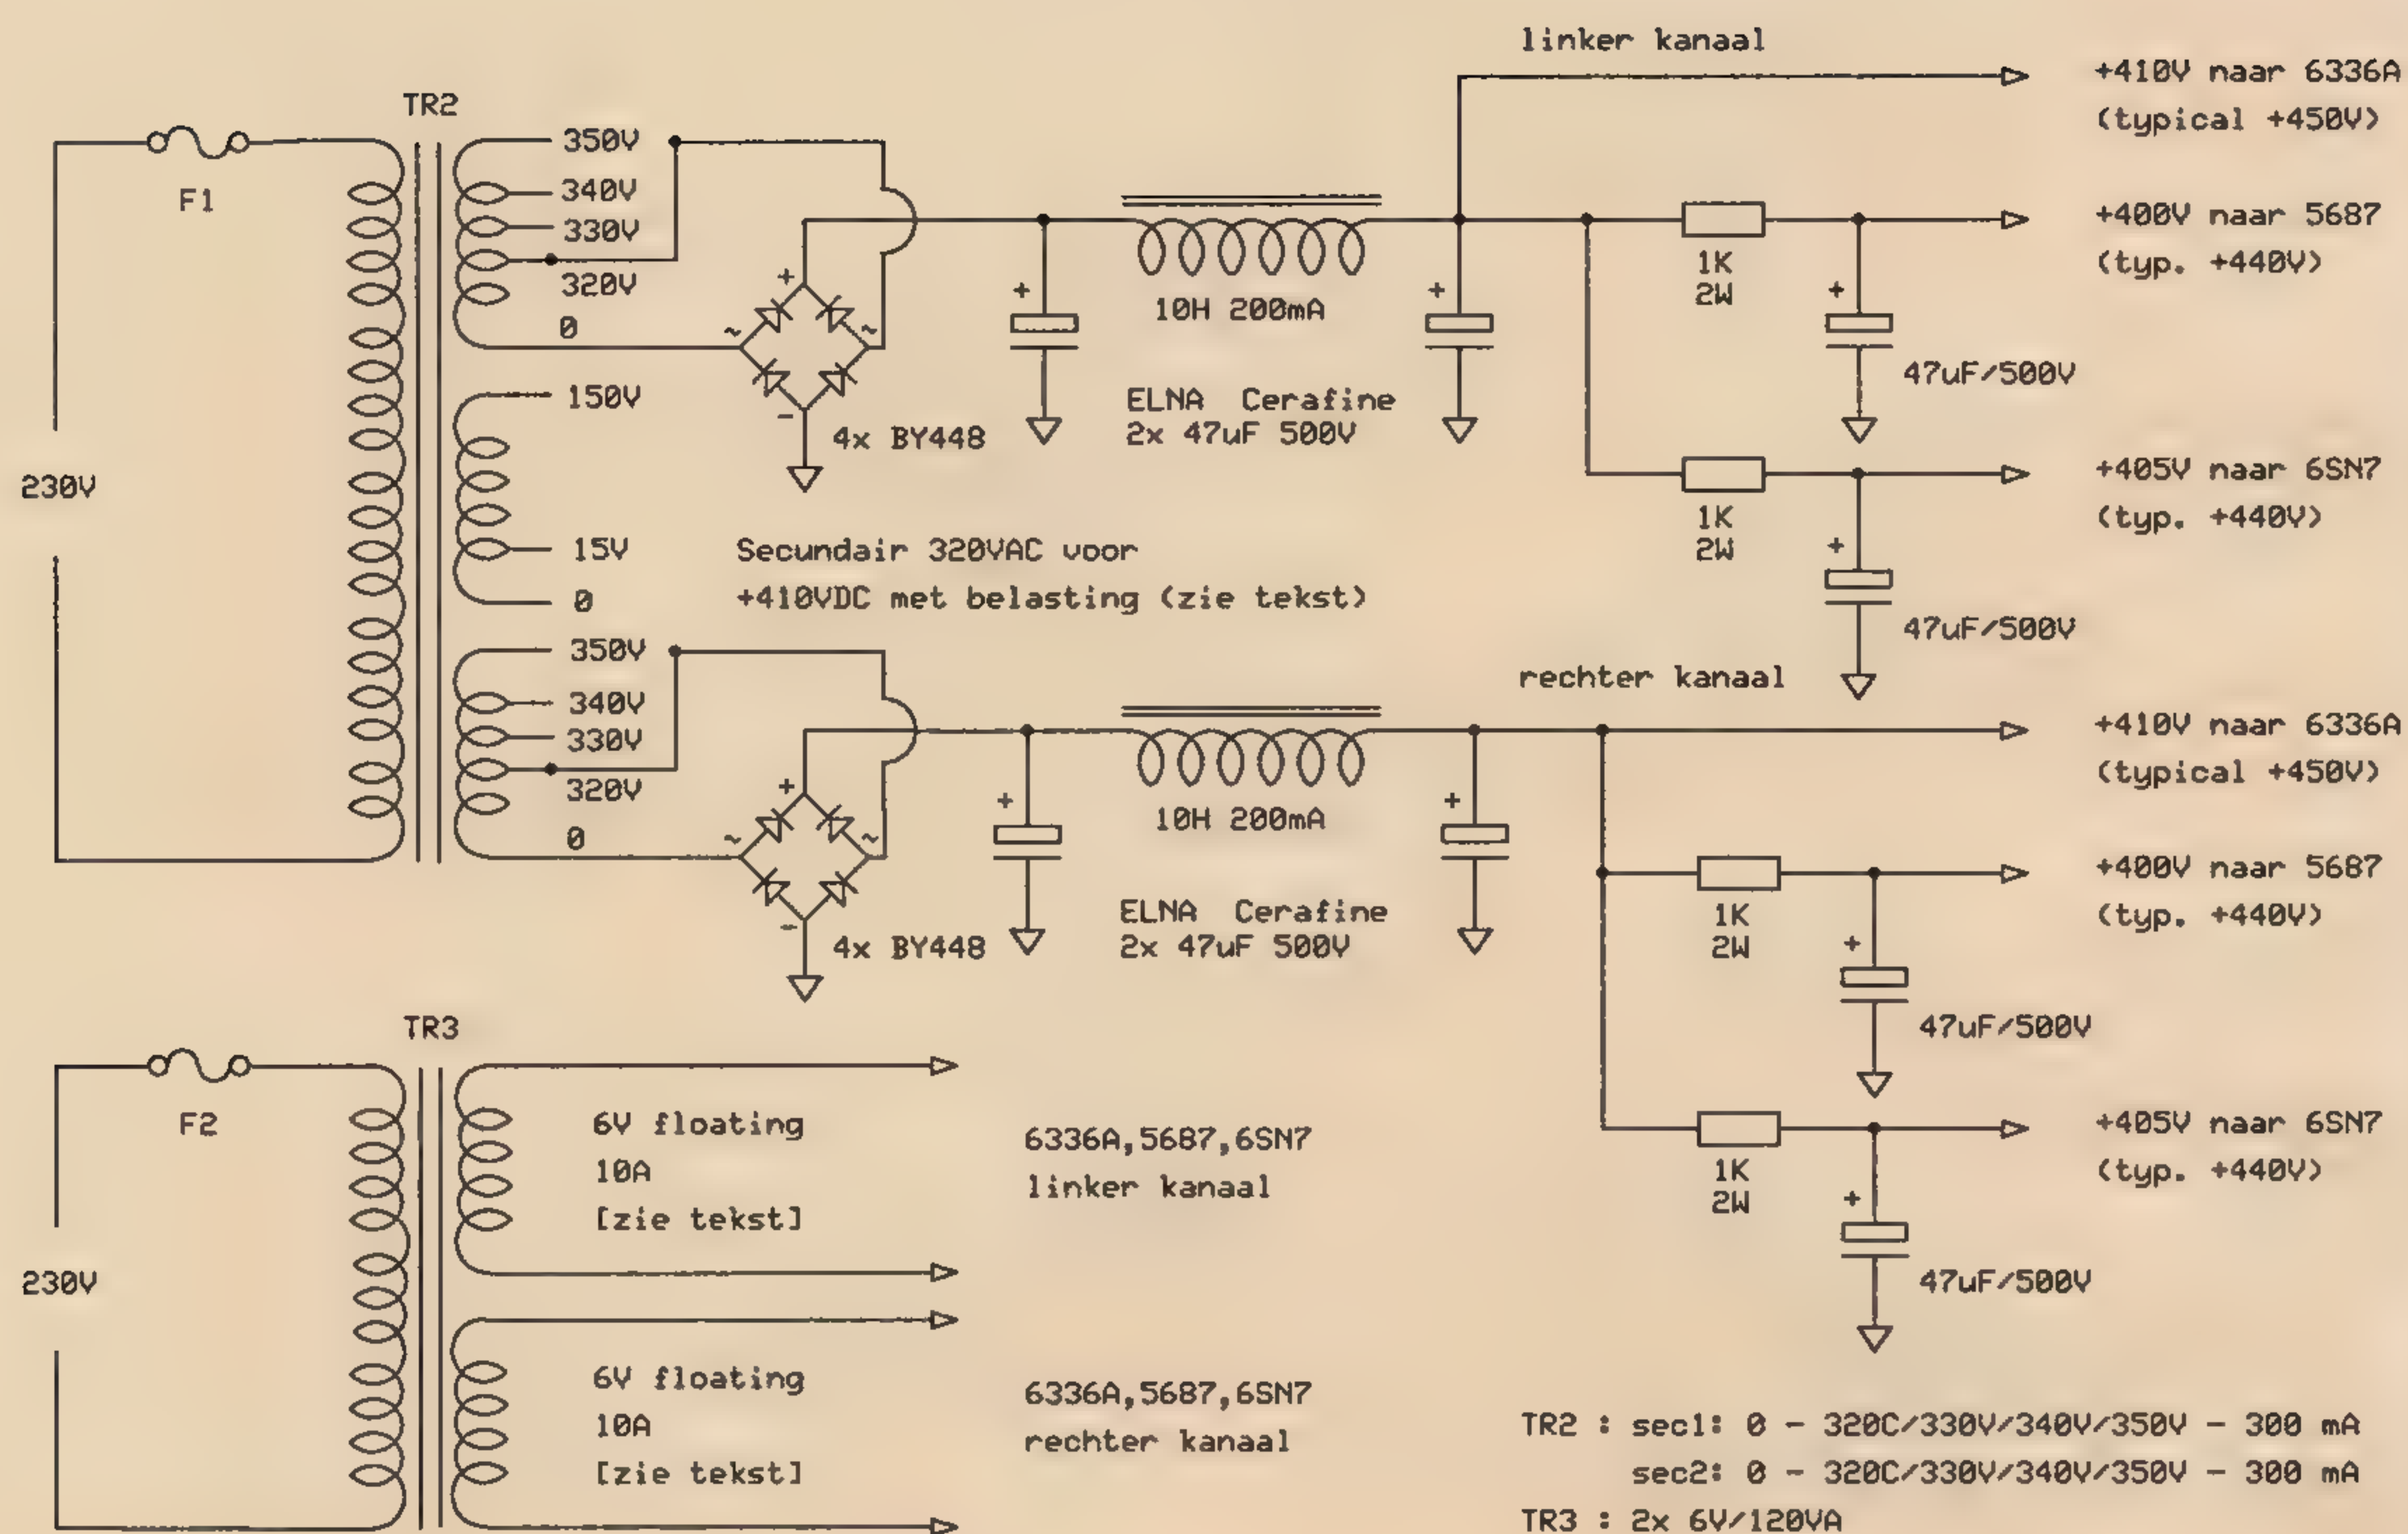 linker kanaal
+410V naar 6336A
(typical +450V)
TR2
350V
340V
330V
320V
0
F1
+400V naar 5687
(typ. +440V)
1K
2W
+
~
~
-
+
10H 200mA
+
+
47uF/500V
150V
ELNA Cerafine
2x 47uF 500V
4x BY448
230V
+405V naar 6SN7
(typ. +440V)
1K
2W
+
47uF/500V
15V
0
Secundair 320VAC voor
+410VDC met belasting (zie tekst)
350V
340V
330V
320V
0
rechter kanaal
+410V naar 6336A
(typical +450V)
+
~
~
-
+
10H 200mA
+
+400V naar 5687
(typ. +440V)
1K
2W
+
47uF/500V
ELNA Cerafine
2x 47uF 500V
4x BY448
TR3
F2
6V floating
10A
[zie tekst]
6336A,5687,6SN7
linker kanaal
+405V naar 6SN7
(typ. +440V)
1K
2W
+
47uF/500V
230V
6V floating
10A
[zie tekst]
6336A,5687,6SN7
rechter kanaal
TR2 : sec1: 0 - 320C/330V/340V/350V - 300 mA
sec2: 0 - 320C/330V/340V/350V - 300 mA
TR3 : 2x 6V/120VA